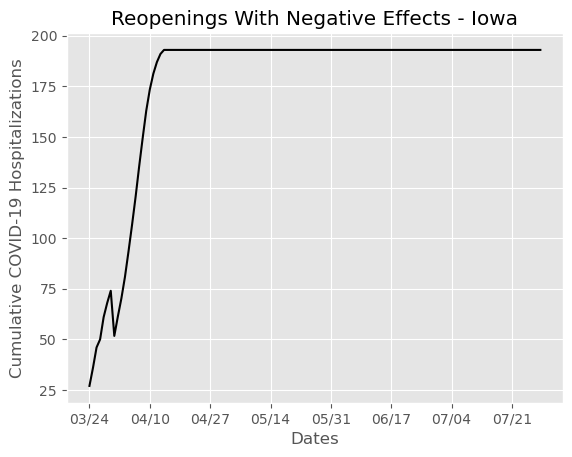 Reopenings With Negative Effects - Iowa
Cumulative COVID-19 Hospitalizations
200
175
150
125
100
75
50
25
03/24 04/10 04/27 05/14 05/31 06/17 07/04 07/21
Dates